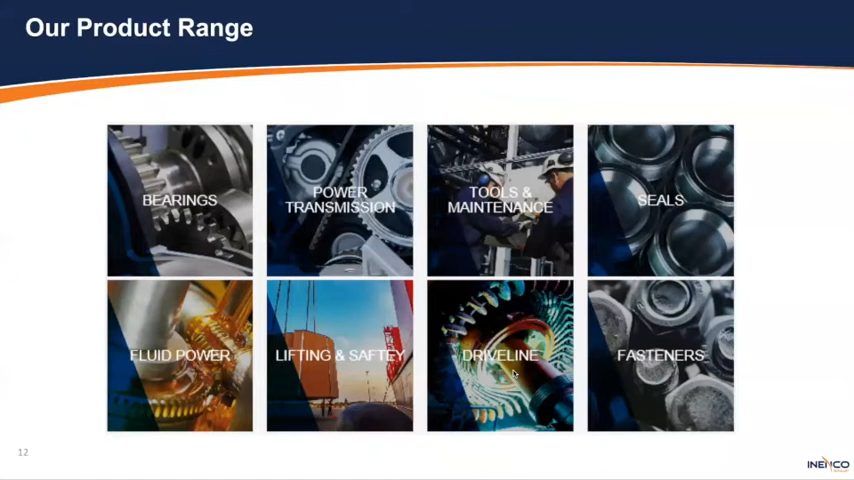 Our Product Range
BEARINGS
POWER
TRANSMISSION
TOOLS &
MAINTENANCE
SEALS
FLUID POWER
LIFTING & SAFTEY
DRIVELINE
FASTENERS
12
INENCO